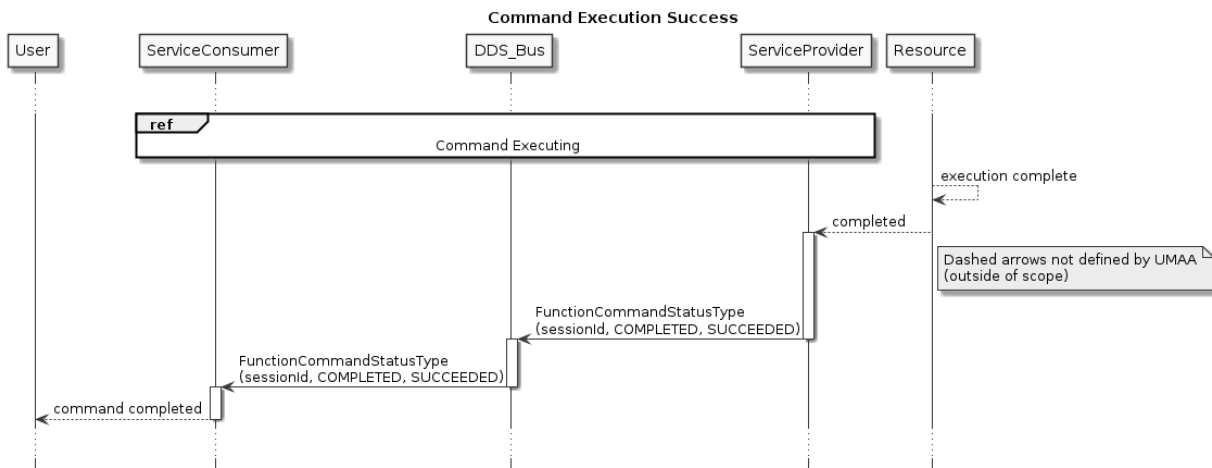 Command Execution Success
User
ServiceConsumer
DDS_Bus
ServiceProvider
Resource
ref
Command Executing
execution complete
completed
Dashed arrows not defined by UMAA
(outside of scope)
FunctionCommandStatusType
(sessionId, COMPLETED, SUCCEEDED)
FunctionCommandStatusType
(sessionId, COMPLETED, SUCCEEDED)
command completed